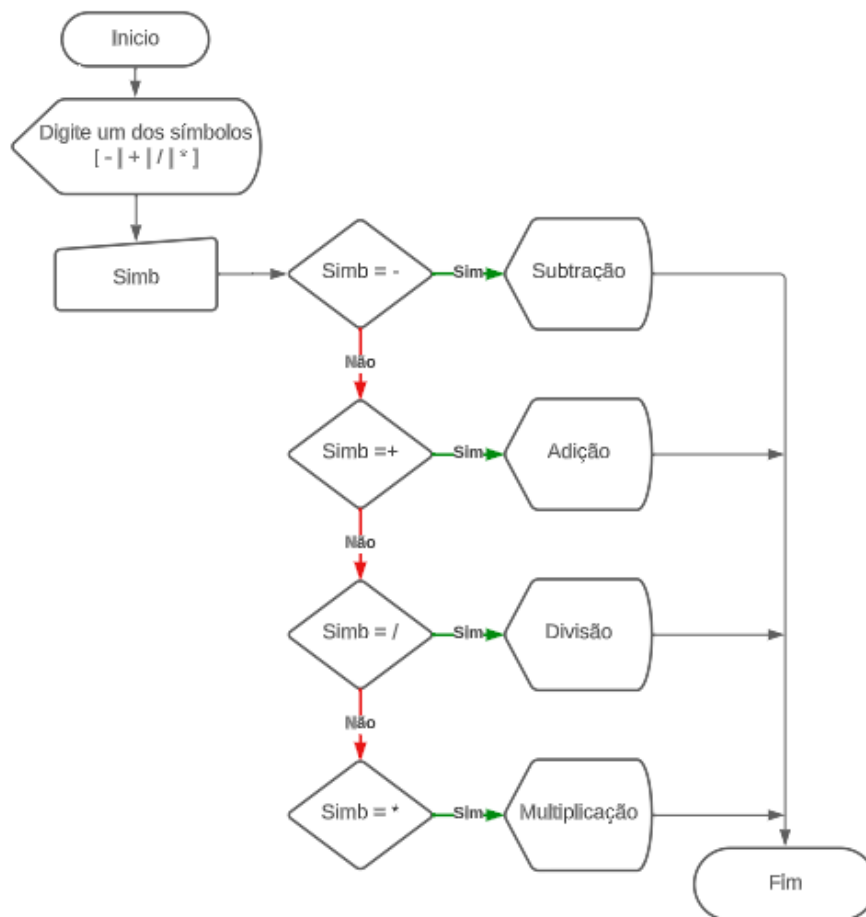 Inicio
Digite um dos símbolos
[ - | + | / | * ]
Simb
Simb = -
Sim
Subtração
Não
Simb =+
Sim
Adição
Não
Simb = /
Sim
Divisão
Não
Simb = *
Sim
Multiplicação
Fim